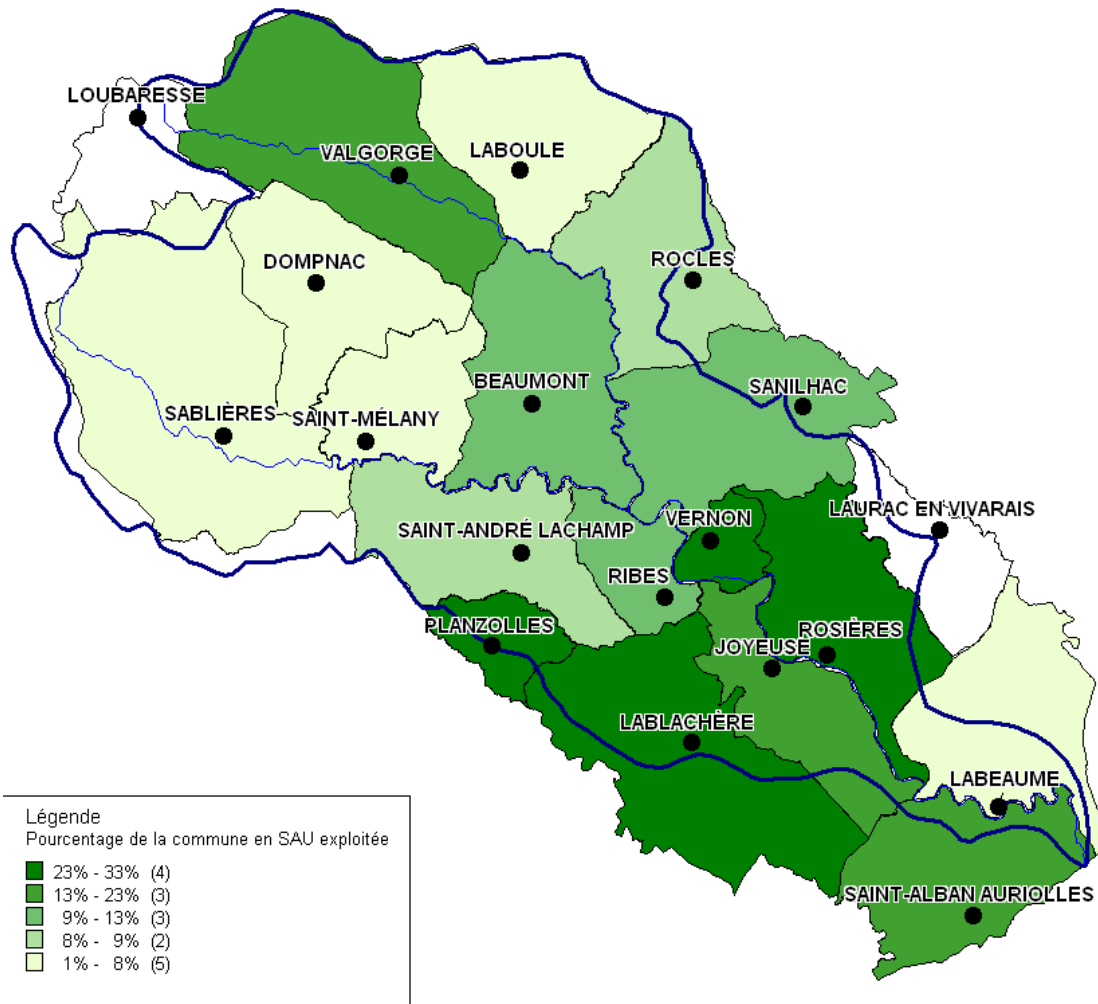 LOUBARESSE
VALGORGE
LABOULE
DOMPNAC
ROCLES
BEAUMONT
SANILHAC
SABLIÈRES
SAINT-MÉLANY
LAURAC EN VIVARAIS
VERNON
SAINT-ANDRÉ LACHAMP
RIBES
PLANZOLLES
ROSIÈRES
JOYEUSE
LABLACHÈRE
LABEAUME
SAINT-ALBAN AURIOLLES
Légende
Pourcentage de la commune en SAU exploitée
23% - 33% (4)
13% - 23% (3)
9% - 13% (3)
8% - 9% (2)
1% - 8% (5)